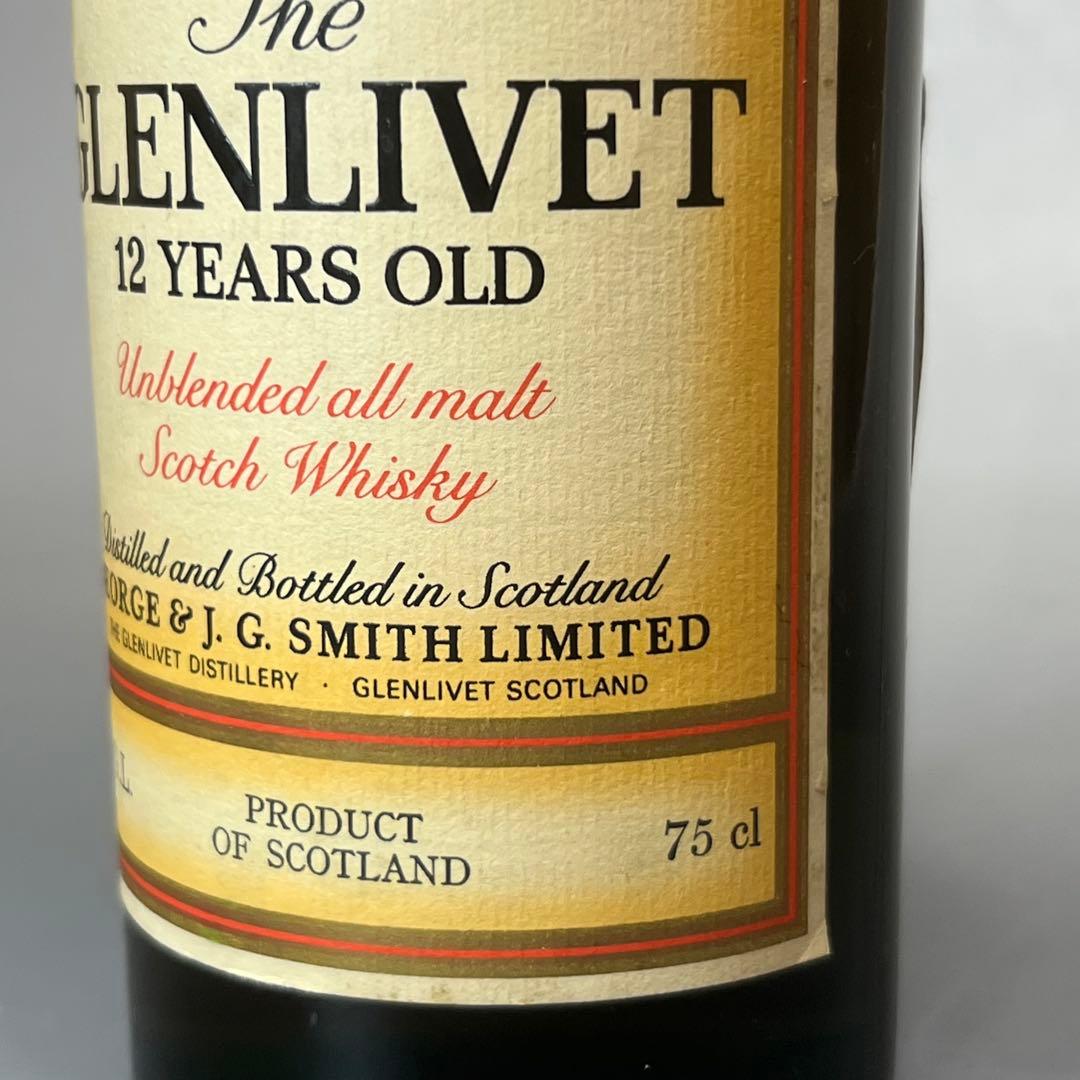 The
GLENLIVET
12 YEARS OLD
Unblended all malt
Scotch Whisky
Distilled and Bottled in Scotland
ORGE & J. G. SMITH LIMITED
THE GLENLIVET DISTILLERY · GLENLIVET SCOTLAND
PRODUCT
OF SCOTLAND
75 cl